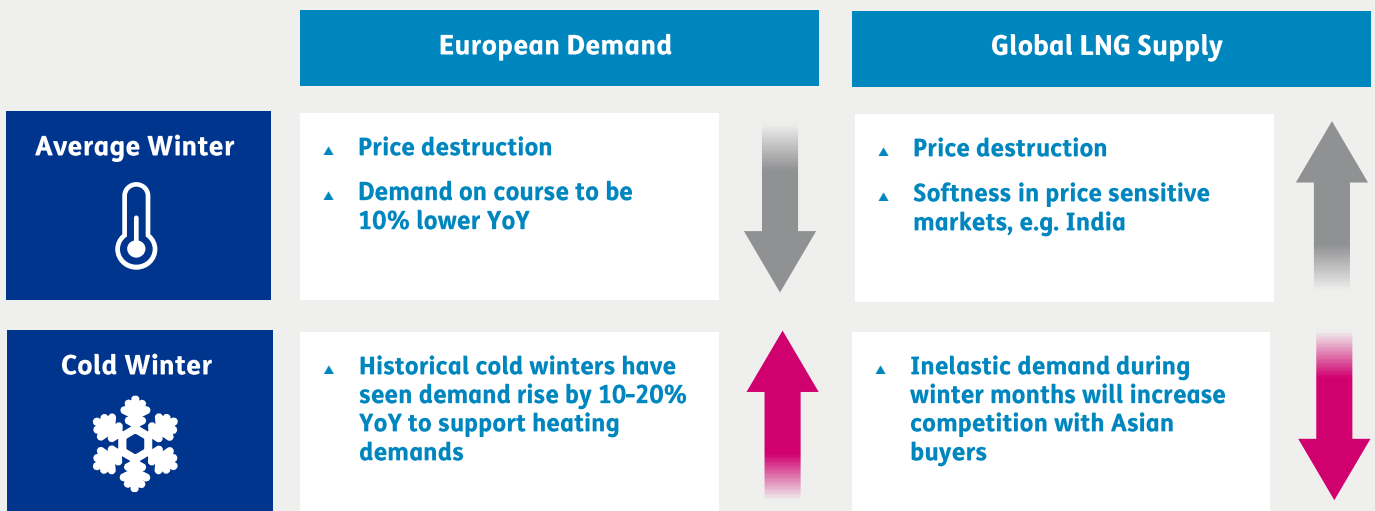 European Demand
Global LNG Supply
Average Winter
Price destruction
Demand on course to be
10% lower YoY
Price destruction
Softness in price sensitive
markets, e.g. India
Cold Winter
Historical cold winters have
seen demand rise by 10-20%
YoY to support heating
demands
Inelastic demand during
winter months will increase
competition with Asian
buyers